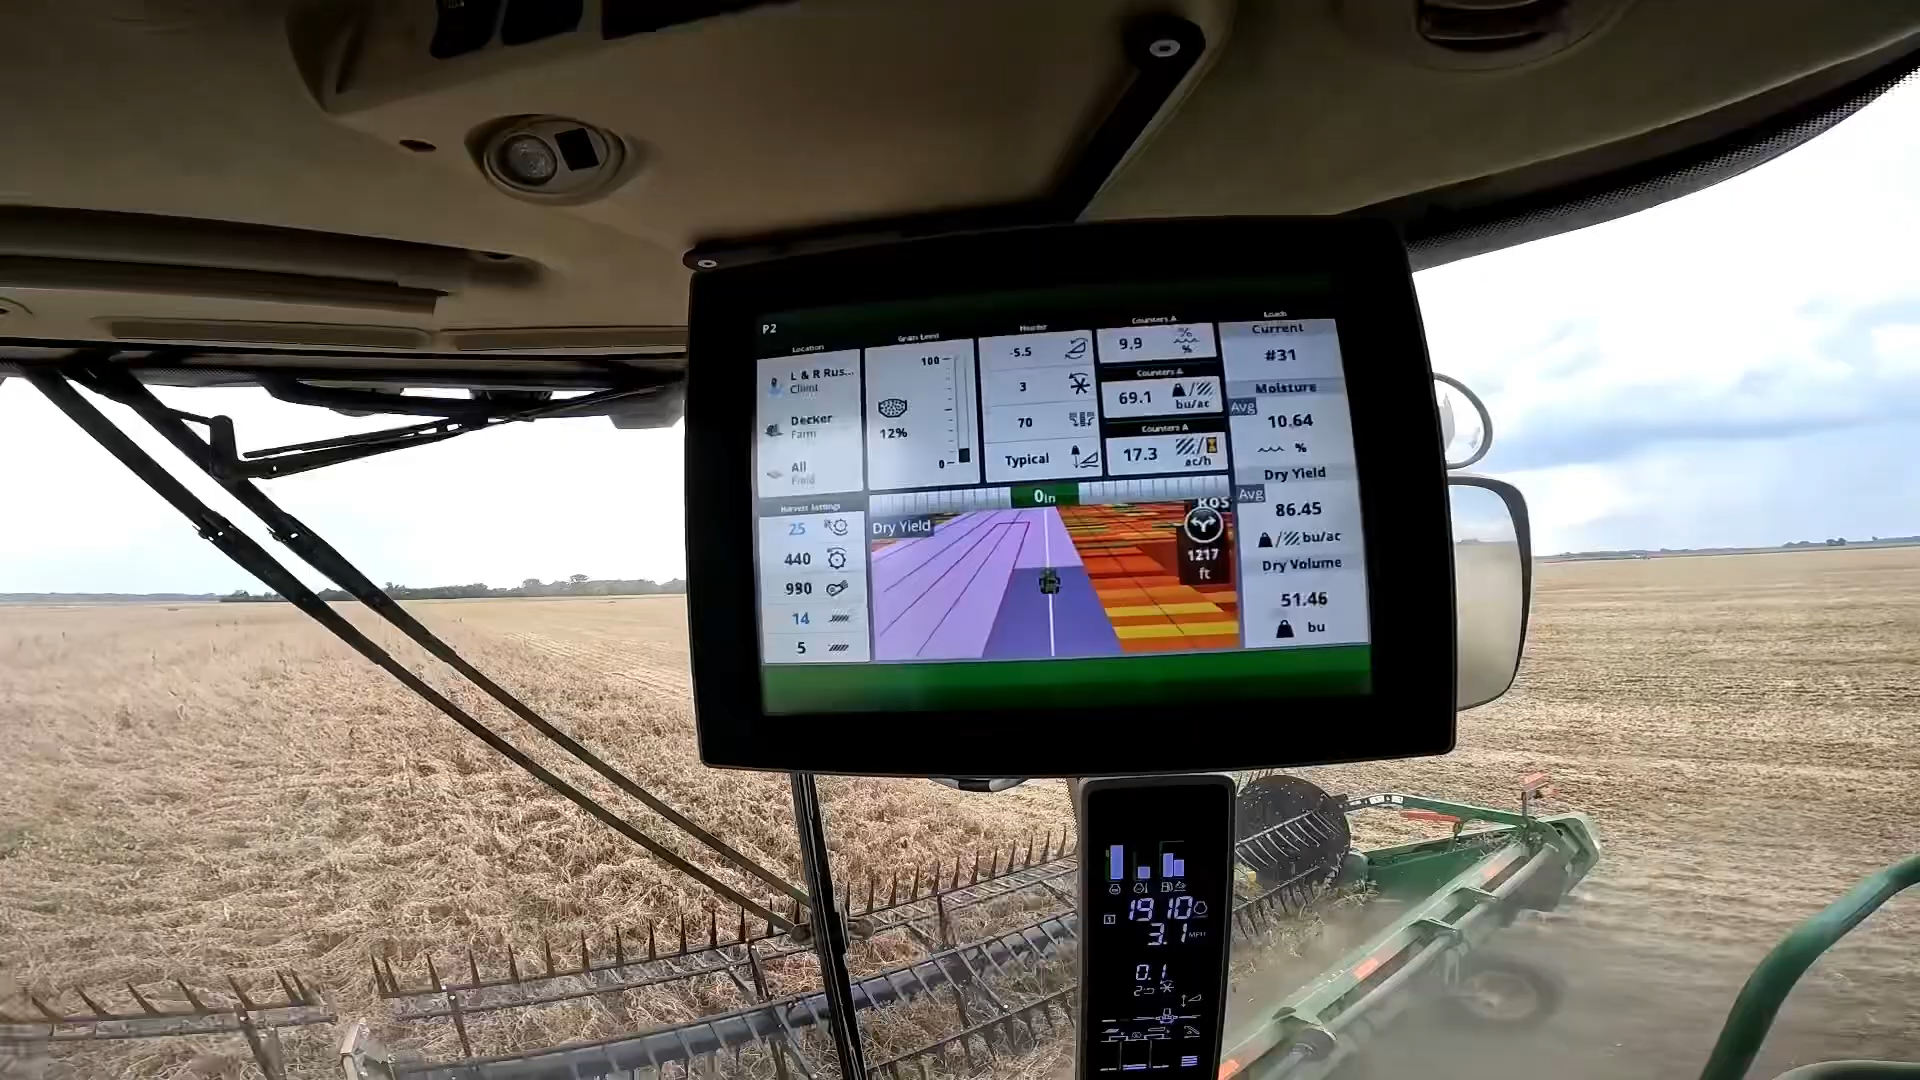 P2
Location
L & R Rus...
Client
Decker
Farm
All
Field
Grain Level
100
12%
0
Header
-5.5
3
70
Typical
Counters A
9.9
%
%
Counters A
69.1
bu/ac
Counters A
17.3
ac/h
Loads
Current
#31
Moisture
Avg
10.64
%
Dry Yield
Avg
86.45
bu/ac
Dry Volume
51.46
bu
Harvest Settings
25
440
980
14
5
0in
Dry Yield
1217
ft
1910
3.1 MPH
0.1